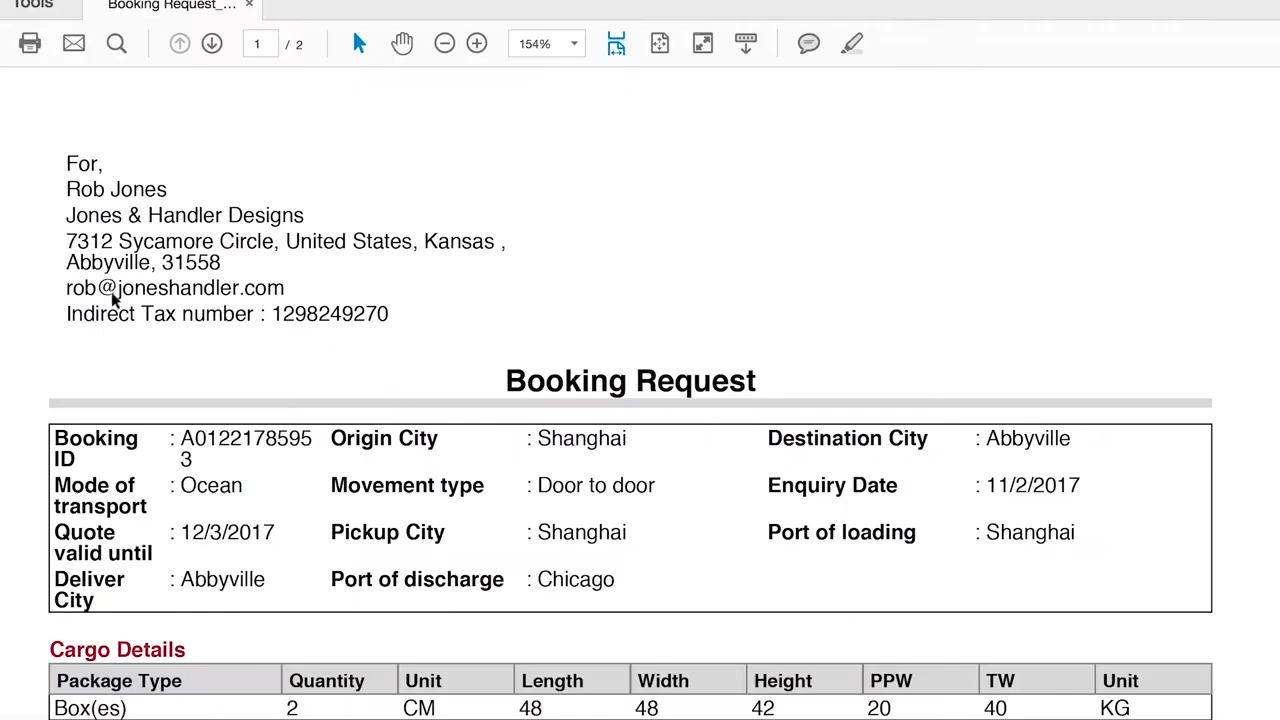 Tools
Booking Request_... ×
1 / 2
154%
For,
Rob Jones
Jones & Handler Designs
7312 Sycamore Circle, United States, Kansas ,
Abbyville, 31558
rob@joneshandler.com
Indirect Tax number : 1298249270
Booking Request
Booking ID : A01221785953 Origin City : Shanghai Destination City : Abbyville
Mode of transport : Ocean Movement type : Door to door Enquiry Date : 11/2/2017
Quote valid until : 12/3/2017 Pickup City : Shanghai Port of loading : Shanghai
Deliver City : Abbyville Port of discharge : Chicago
Cargo Details
Package Type Quantity Unit Length Width Height PPW TW Unit
Box(es) 2 CM 48 48 42 20 40 KG